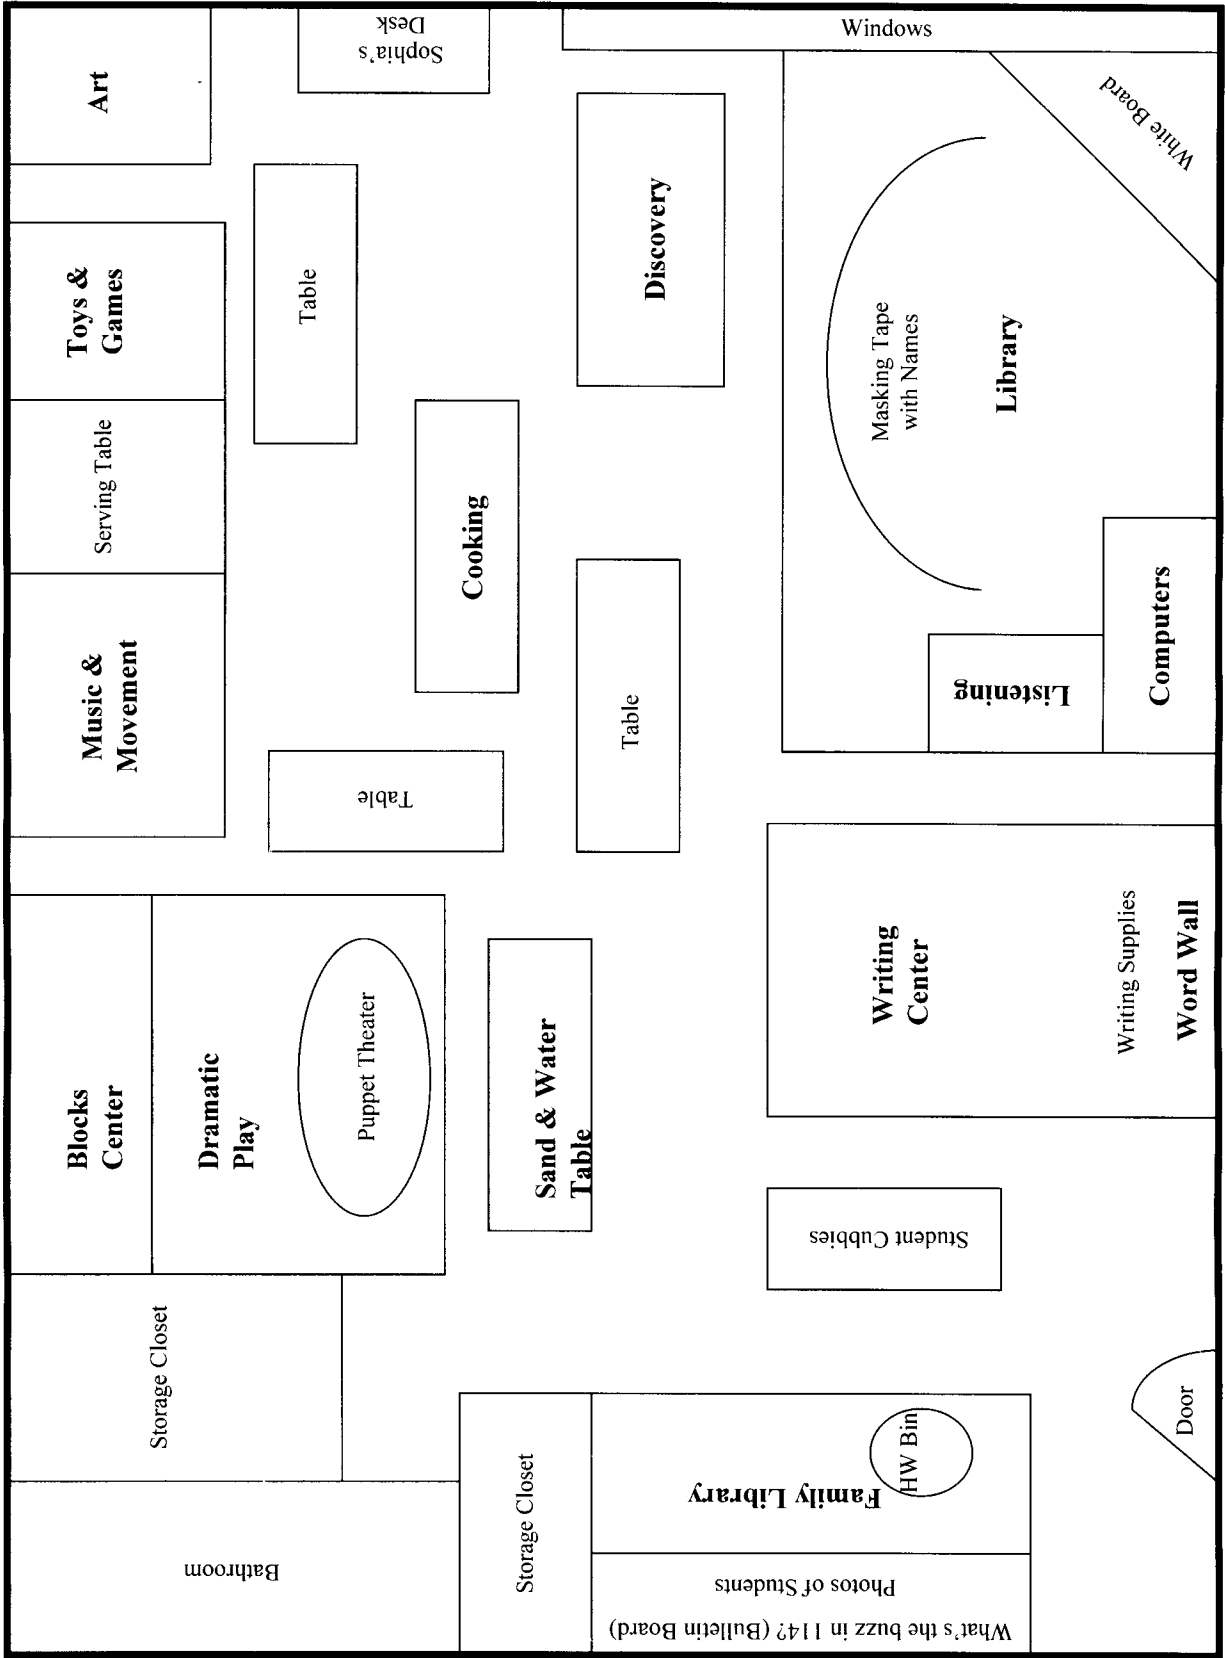 Art
Sophia's
Desk
Windows
White Board
Toys &
Games
Table
Discovery
Masking Tape
with Names
Library
Serving Table
Cooking
Music &
Movement
Table
Table
Listening
Computers
Blocks
Center
Dramatic
Play
Puppet Theater
Sand & Water
Table
Writing
Center
Writing Supplies
Word Wall
Student Cubbies
Storage Closet
Bathroom
Storage Closet
Family Library
HW Bin
Door
Photos of Students
What's the buzz in 114? (Bulletin Board)